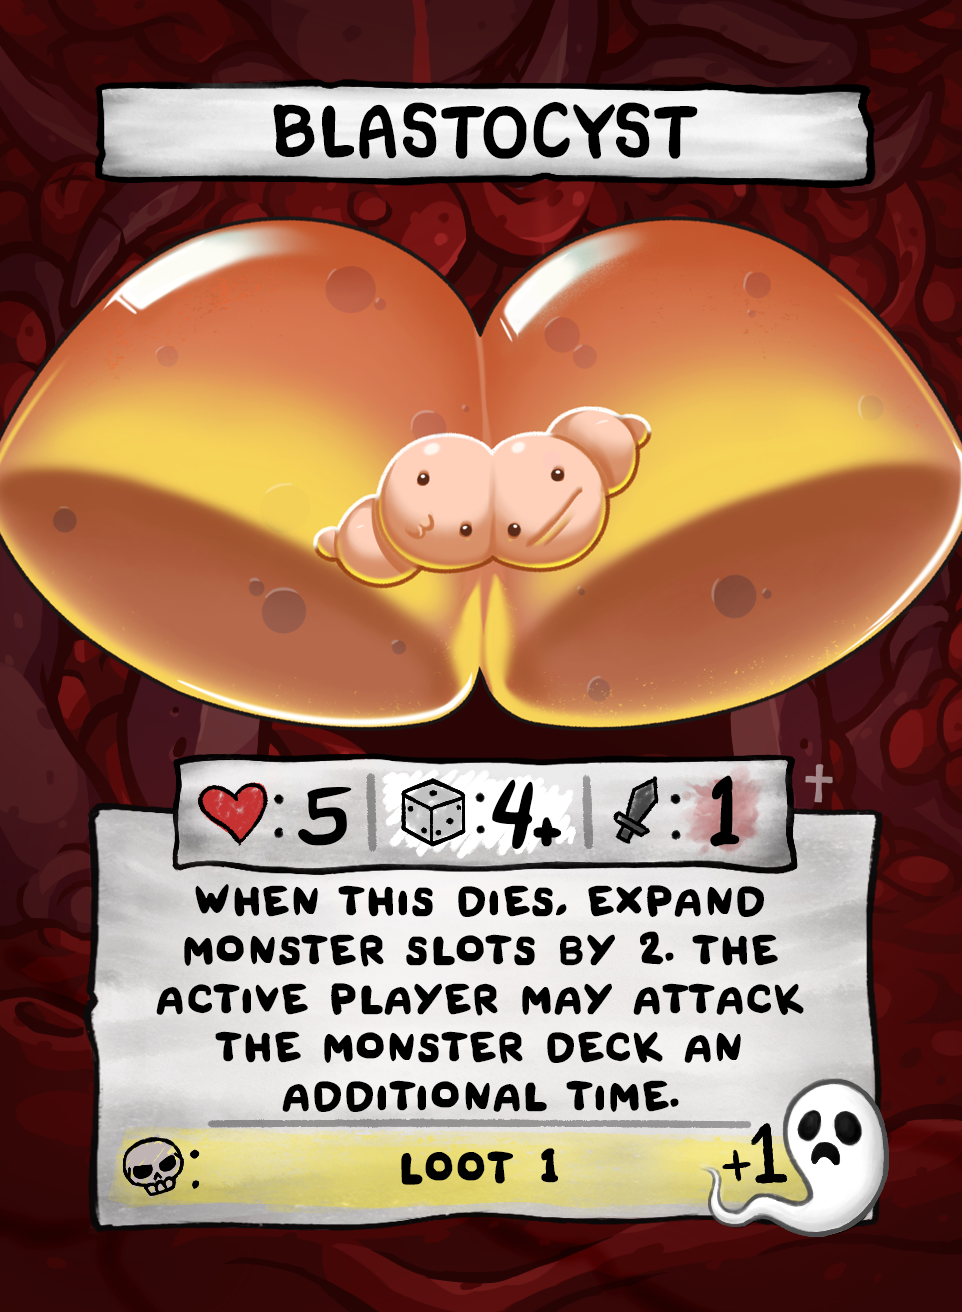 BLASTOCYST
: 5 : 4+ : 1
WHEN THIS DIES, EXPAND
MONSTER SLOTS BY 2. THE
ACTIVE PLAYER MAY ATTACK
THE MONSTER DECK AN
ADDITIONAL TIME.
: LOOT 1 +1